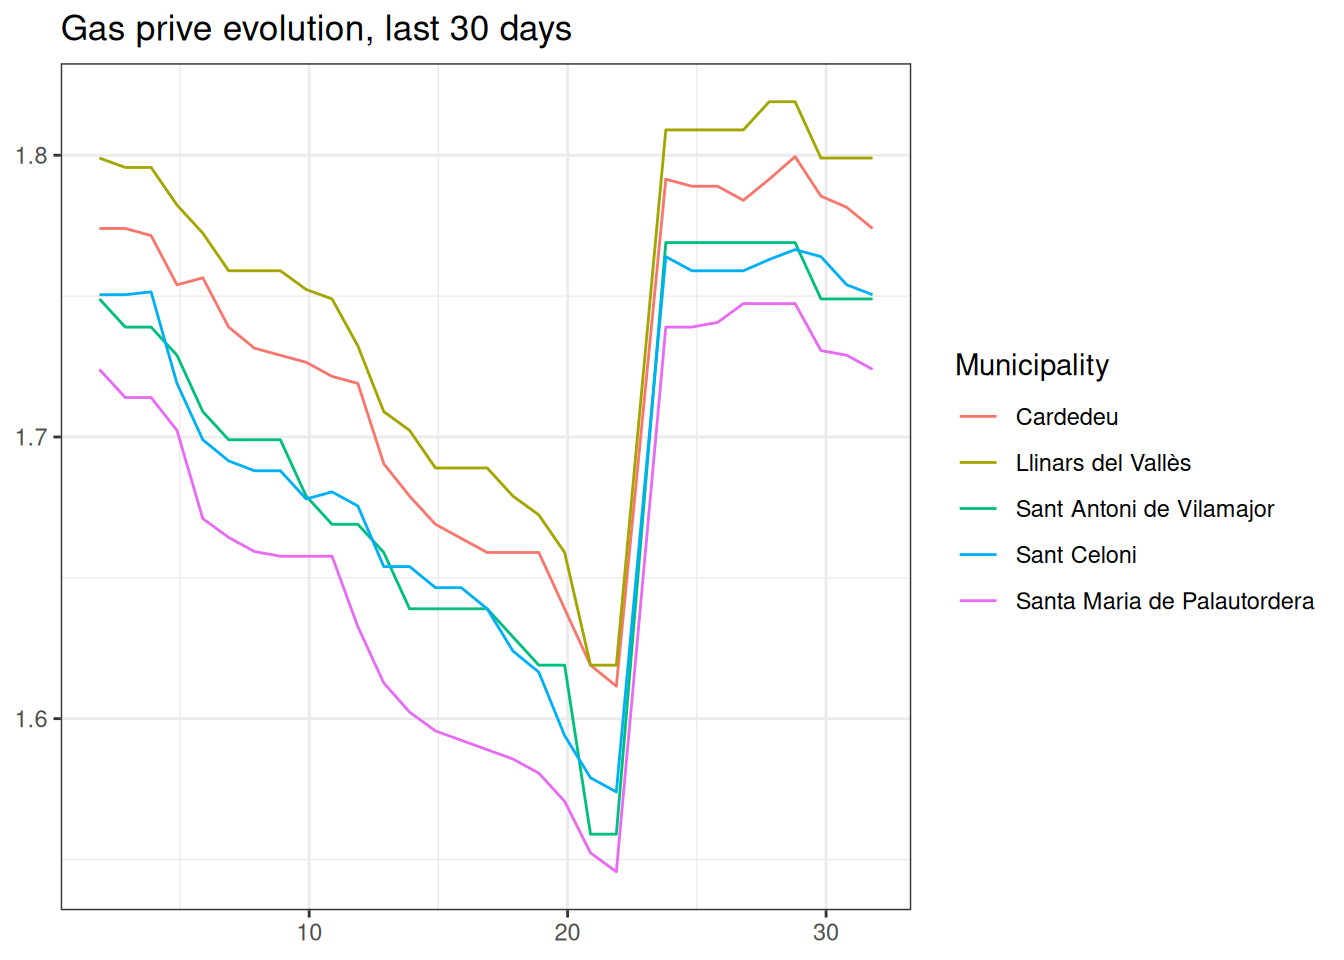 Gas prive evolution, last 30 days
1.8
1.7
1.6
10
20
30
Municipality
Cardedeu
Llinars del Vallès
Sant Antoni de Vilamajor
Sant Celoni
Santa Maria de Palautordera